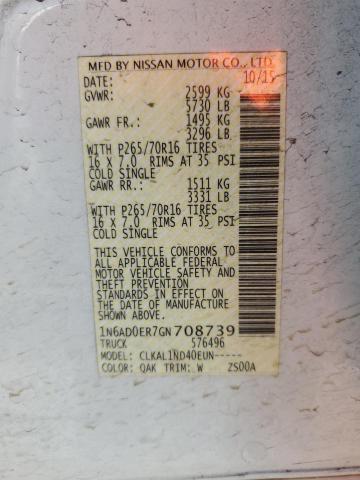 MFD BY NISSAN MOTOR CO., LTD.
DATE: 10/15
GVWR: 2599 KG
5730 LB
GAWR FR.: 1495 KG
3296 LB
WITH P265/70R16 TIRES
16 X 7.0 RIMS AT 35 PSI
COLD SINGLE
GAWR RR.: 1511 KG
3331 LB
WITH P265/70R16 TIRES
16 X 7.0 RIMS AT 35 PSI
COLD SINGLE
THIS VEHICLE CONFORMS TO
ALL APPLICABLE FEDERAL
MOTOR VEHICLE SAFETY AND
THEFT PREVENTION
STANDARDS IN EFFECT ON
THE DATE OF MANUFACTURE
SHOWN ABOVE.
1N6AD0ER7GN708739
TRUCK 576496
MODEL: CLKAL1ND40EUN-----
COLOR: QAK TRIM: W ZS00A